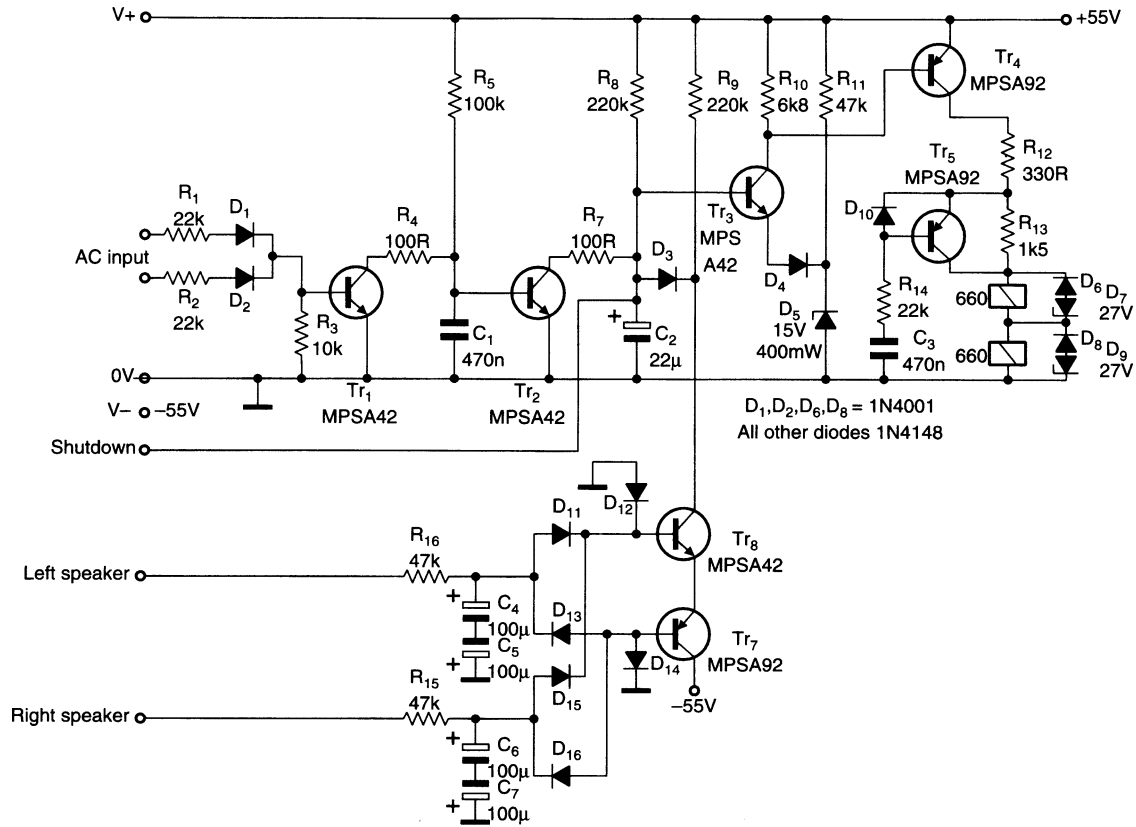 V+
+55V
R5
100k
R8
220k
R9
220k
R10
6k8
R11
47k
Tr4
MPSA92
R12
330R
Tr5
MPSA92
R1
22k
D1
AC input
R2
22k
D2
R3
10k
R4
100R
R7
100R
Tr3
MPS
A42
D3
D4
D10
R13
1k5
D5
15V
400mW
R14
22k
C3
470n
660
660
D6 D7
27V
D8 D9
27V
C1
470n
+
C2
22µ
0V
Tr1
MPSA42
Tr2
MPSA42
V– –55V
D1,D2,D6,D8 = 1N4001
All other diodes 1N4148
Shutdown
D12
D11
Tr8
MPSA42
R16
47k
Left speaker
+
C4
100µ
C5
+
100µ
D13
Tr7
MPSA92
D14
–55V
D15
R15
47k
Right speaker
+
C6
100µ
C7
+
100µ
D16